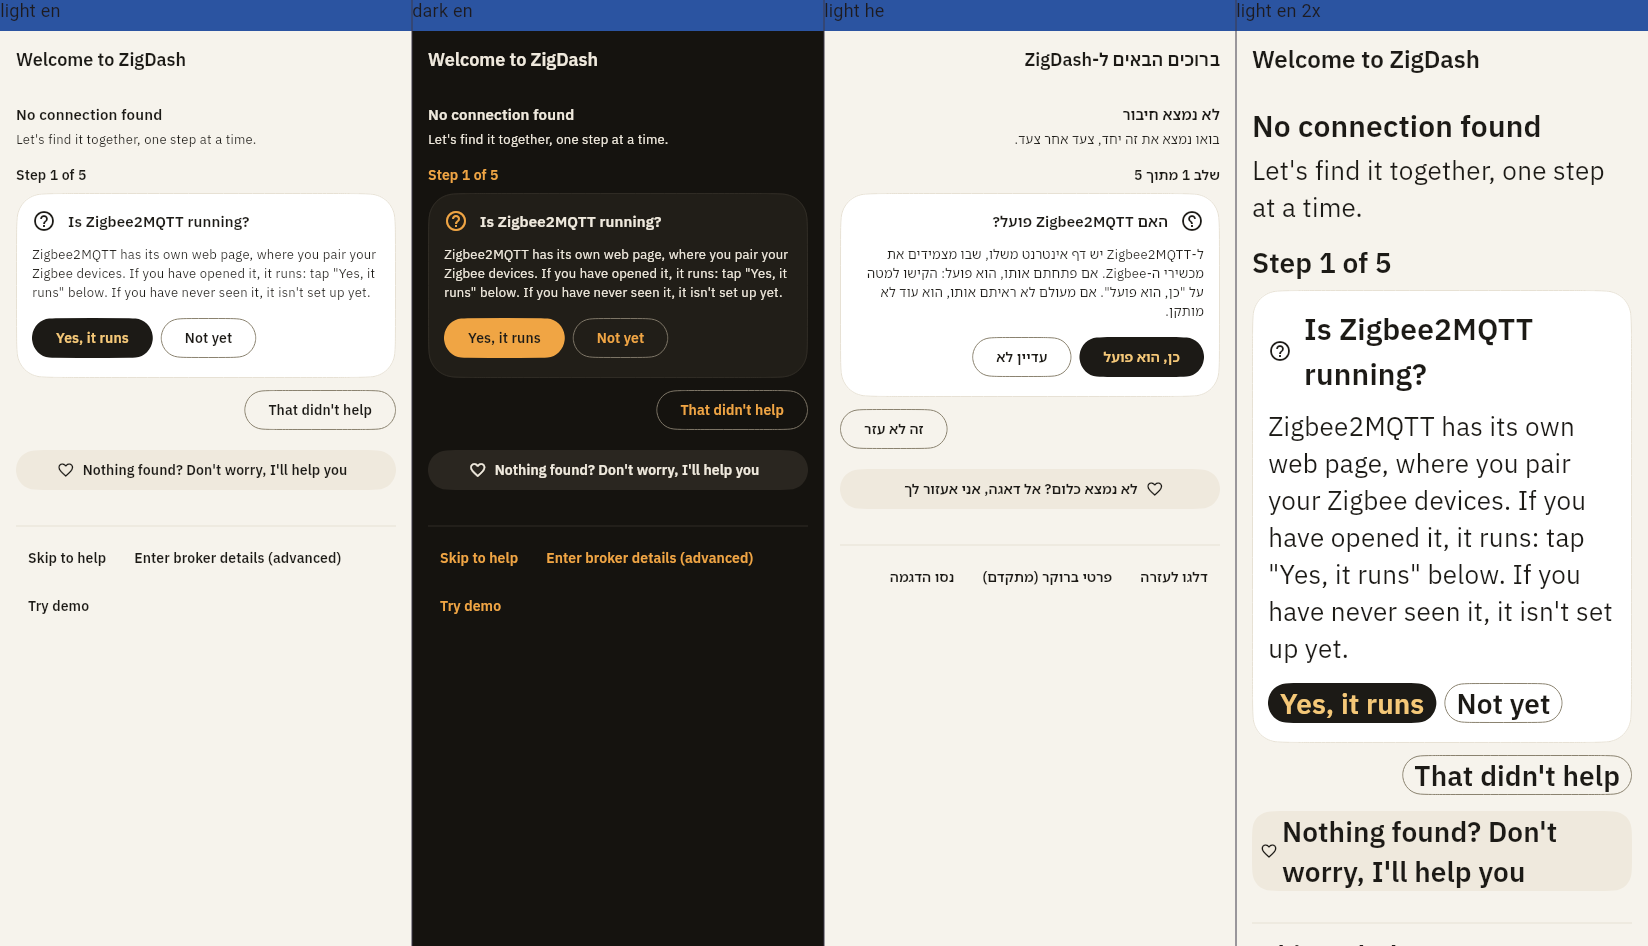 light en
Welcome to ZigDash
No connection found
Let's find it together, one step at a time.
Step 1 of 5
Is Zigbee2MQTT running?
Zigbee2MQTT has its own web page, where you pair your
Zigbee devices. If you have opened it, it runs: tap "Yes, it
runs" below. If you have never seen it, it isn't set up yet.
Yes, it runs
Not yet
That didn't help
Nothing found? Don't worry, I'll help you
Skip to help
Enter broker details (advanced)
Try demo
dark en
Welcome to ZigDash
No connection found
Let's find it together, one step at a time.
Step 1 of 5
Is Zigbee2MQTT running?
Zigbee2MQTT has its own web page, where you pair your
Zigbee devices. If you have opened it, it runs: tap "Yes, it
runs" below. If you have never seen it, it isn't set up yet.
Yes, it runs
Not yet
That didn't help
Nothing found? Don't worry, I'll help you
Skip to help
Enter broker details (advanced)
Try demo
light he
ברוכים הבאים ל-ZigDash
לא נמצא חיבור
בואו נמצא את זה יחד, צעד אחר צעד.
שלב 1 מתוך 5
האם Zigbee2MQTT פועל?
ל-Zigbee2MQTT יש דף אינטרנט משלו, שבו מצמידים את
מכשירי ה-Zigbee. אם פתחתם אותו, הוא פועל: הקישו למטה
על "כן, הוא פועל". אם מעולם לא ראיתם אותו, הוא עוד לא
מותקן.
כן, הוא פועל
עדיין לא
זה לא עזר
לא נמצא כלום? אל דאגה, אני אעזור לך
דלגו לעזרה
פרטי ברוקר (מתקדם)
נסו הדגמה
light en 2x
Welcome to ZigDash
No connection found
Let's find it together, one step
at a time.
Step 1 of 5
Is Zigbee2MQTT
running?
Zigbee2MQTT has its own
web page, where you pair
your Zigbee devices. If you
have opened it, it runs: tap
"Yes, it runs" below. If you
have never seen it, it isn't set
up yet.
Yes, it runs
Not yet
That didn't help
Nothing found? Don't
worry, I'll help you